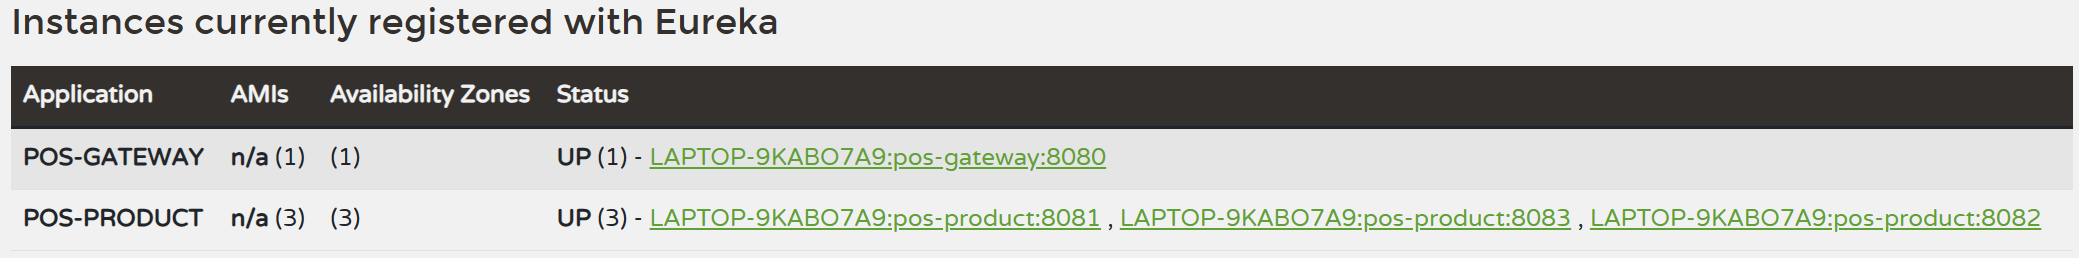 Instances currently registered with Eureka
Application AMIs Availability Zones Status
POS-GATEWAY n/a (1) (1) UP (1) - LAPTOP-9KABO7A9:pos-gateway:8080
POS-PRODUCT n/a (3) (3) UP (3) - LAPTOP-9KABO7A9:pos-product:8081 , LAPTOP-9KABO7A9:pos-product:8083 , LAPTOP-9KABO7A9:pos-product:8082